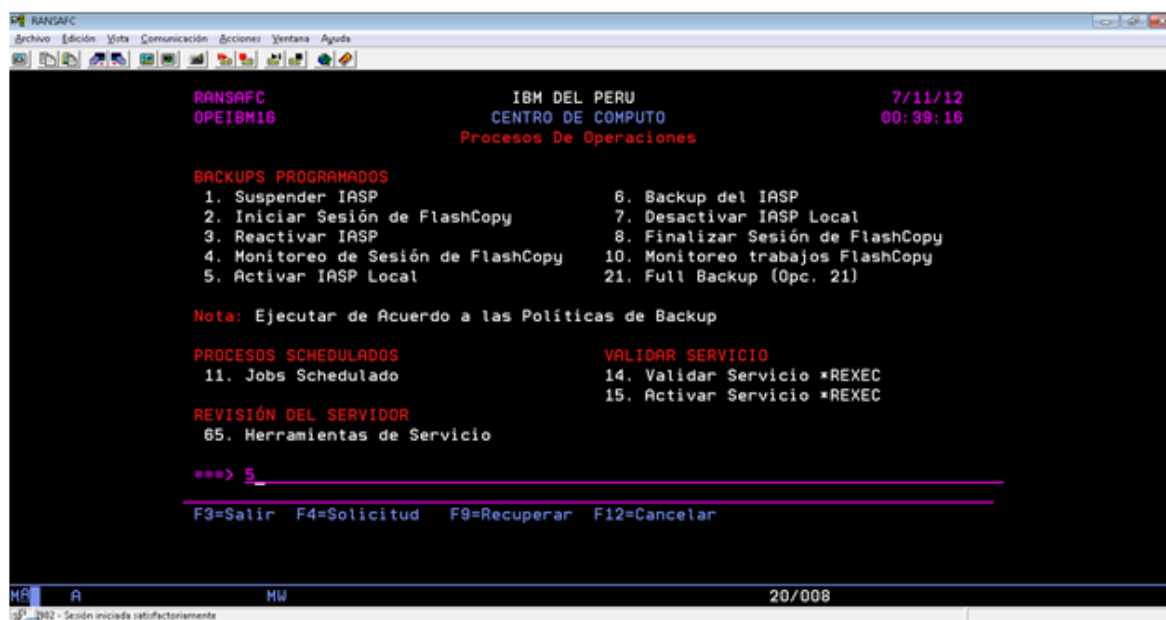 RANSAFC
Archivo Edición Vista Comunicación Acciones Ventana Ayuda
RANSAFC IBM DEL PERU 7/11/12
OPEIBM16 CENTRO DE COMPUTO 00:39:16
Procesos De Operaciones
BACKUPS PROGRAMADOS
1. Suspender IASP 6. Backup del IASP
2. Iniciar Sesión de FlashCopy 7. Desactivar IASP Local
3. Reactivar IASP 8. Finalizar Sesión de FlashCopy
4. Monitoreo de Sesión de FlashCopy 10. Monitoreo trabajos FlashCopy
5. Activar IASP Local 21. Full Backup (Opc. 21)
Nota: Ejecutar de Acuerdo a las Políticas de Backup
PROCESOS SCHEDULADOS VALIDAR SERVICIO
11. Jobs Schedulado 14. Validar Servicio *REXEC
15. Activar Servicio *REXEC
REVISIÓN DEL SERVIDOR
65. Herramientas de Servicio
===> 5_
F3=Salir F4=Solicitud F9=Recuperar F12=Cancelar
MA A MW 20/008
I902 - Sesión iniciada satisfactoriamente